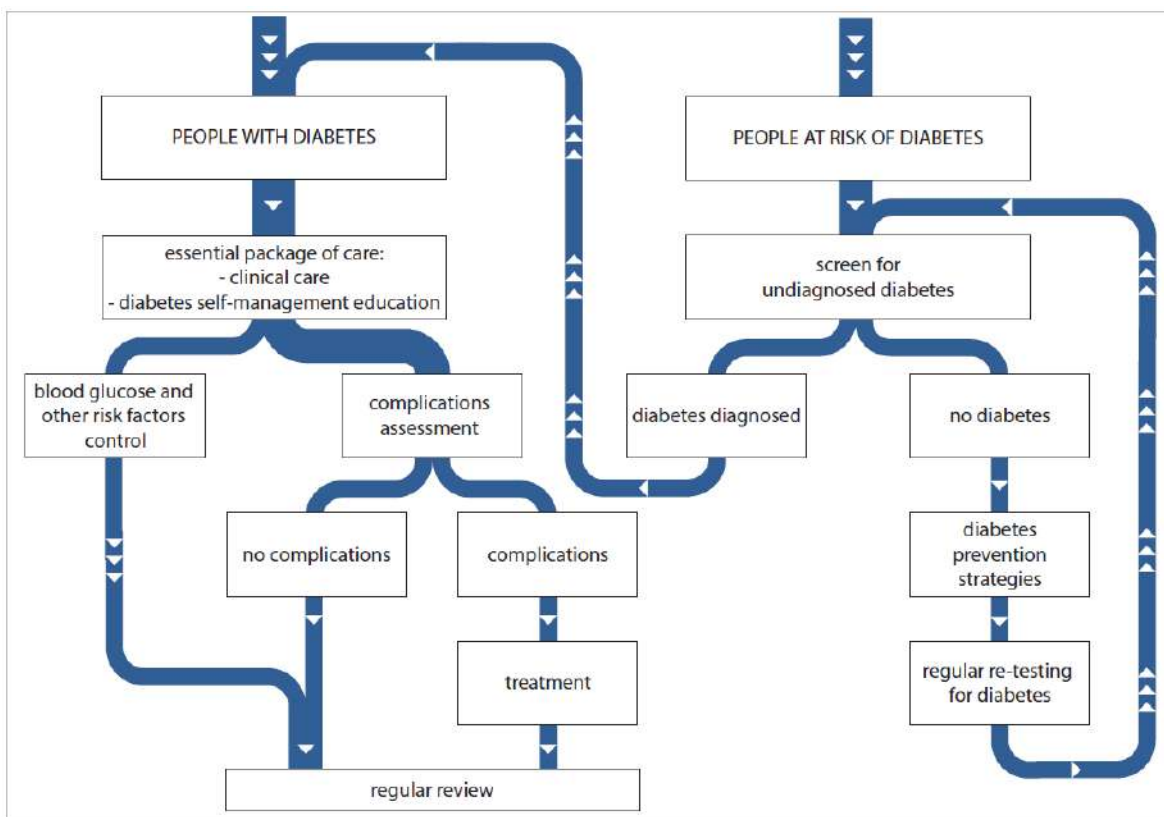 PEOPLE WITH DIABETES
PEOPLE AT RISK OF DIABETES
essential package of care:
- clinical care
- diabetes self-management education
screen for
undiagnosed diabetes
blood glucose and
other risk factors
control
complications
assessment
diabetes diagnosed
no diabetes
no complications
complications
diabetes
prevention
strategies
treatment
regular re-testing
for diabetes
regular review